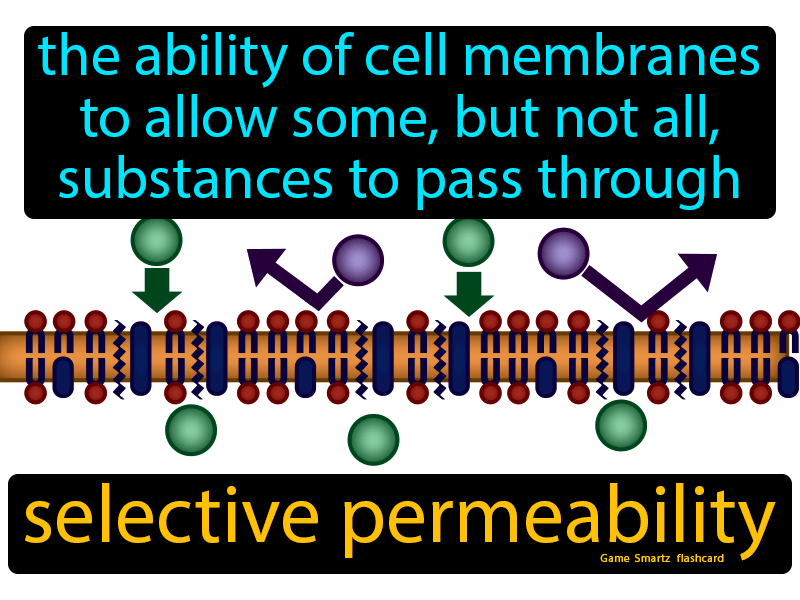 the ability of cell membranes
to allow some, but not all,
substances to pass through
selective permeability
Game Smartz flashcard